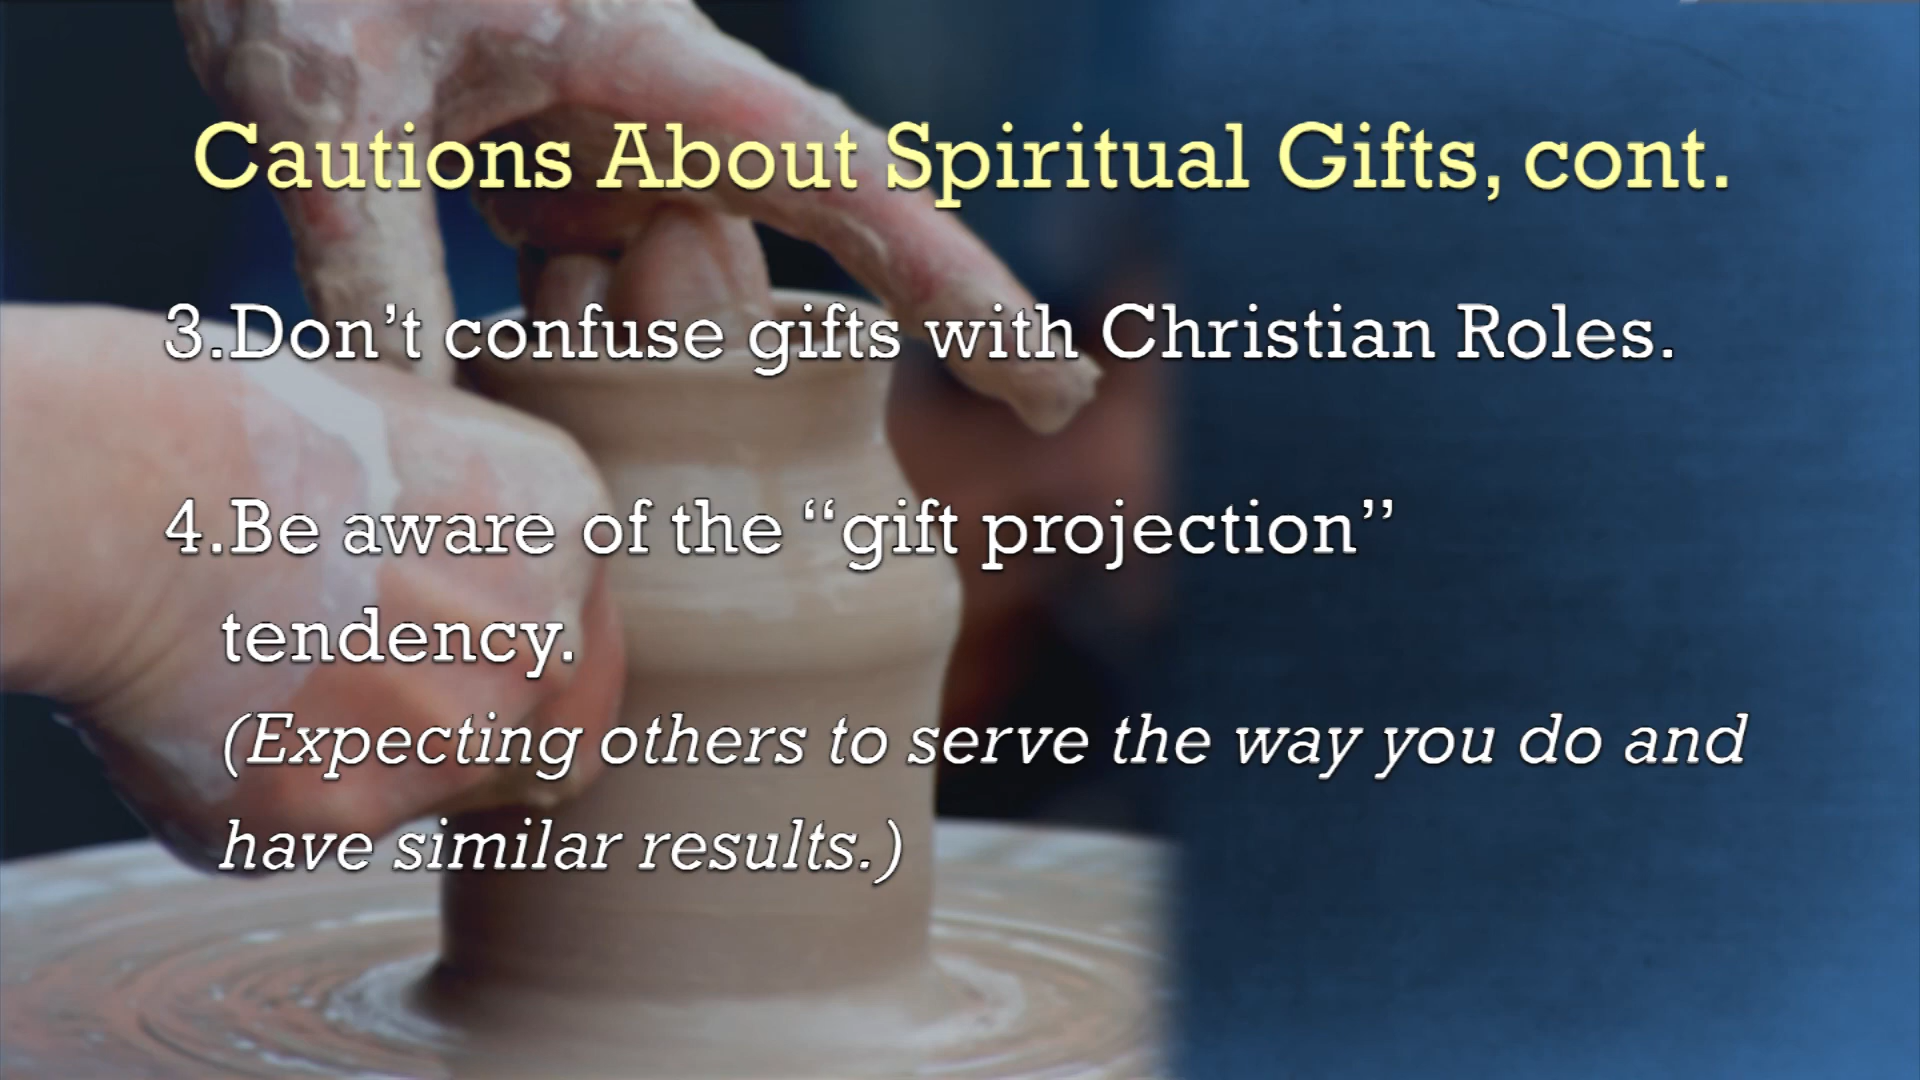 Cautions About Spiritual Gifts, cont.
3.Don’t confuse gifts with Christian Roles.
4.Be aware of the “gift projection”
tendency.
(Expecting others to serve the way you do and
have similar results.)